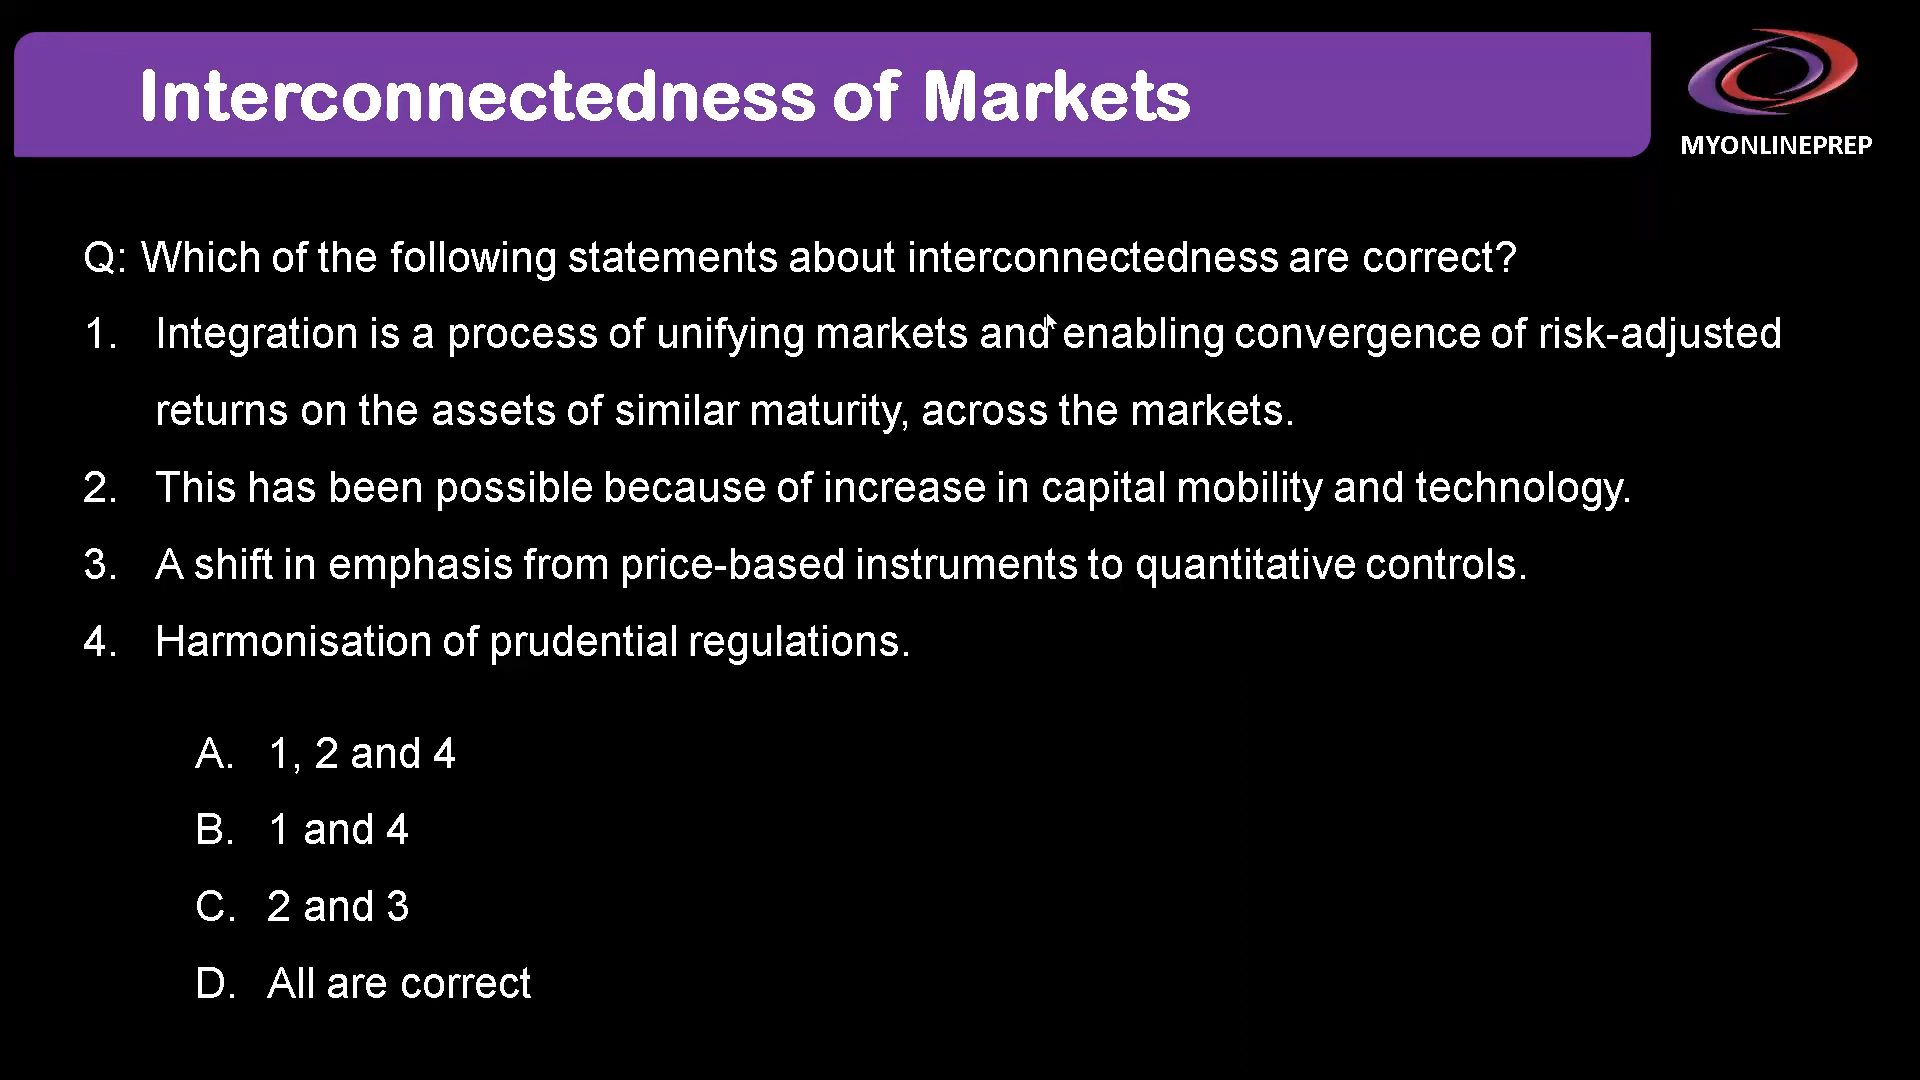 Interconnectedness of Markets
MYONLINEPREP
Q: Which of the following statements about interconnectedness are correct?
1. Integration is a process of unifying markets and enabling convergence of risk-adjusted
returns on the assets of similar maturity, across the markets.
2. This has been possible because of increase in capital mobility and technology.
3. A shift in emphasis from price-based instruments to quantitative controls.
4. Harmonisation of prudential regulations.
A. 1, 2 and 4
B. 1 and 4
C. 2 and 3
D. All are correct